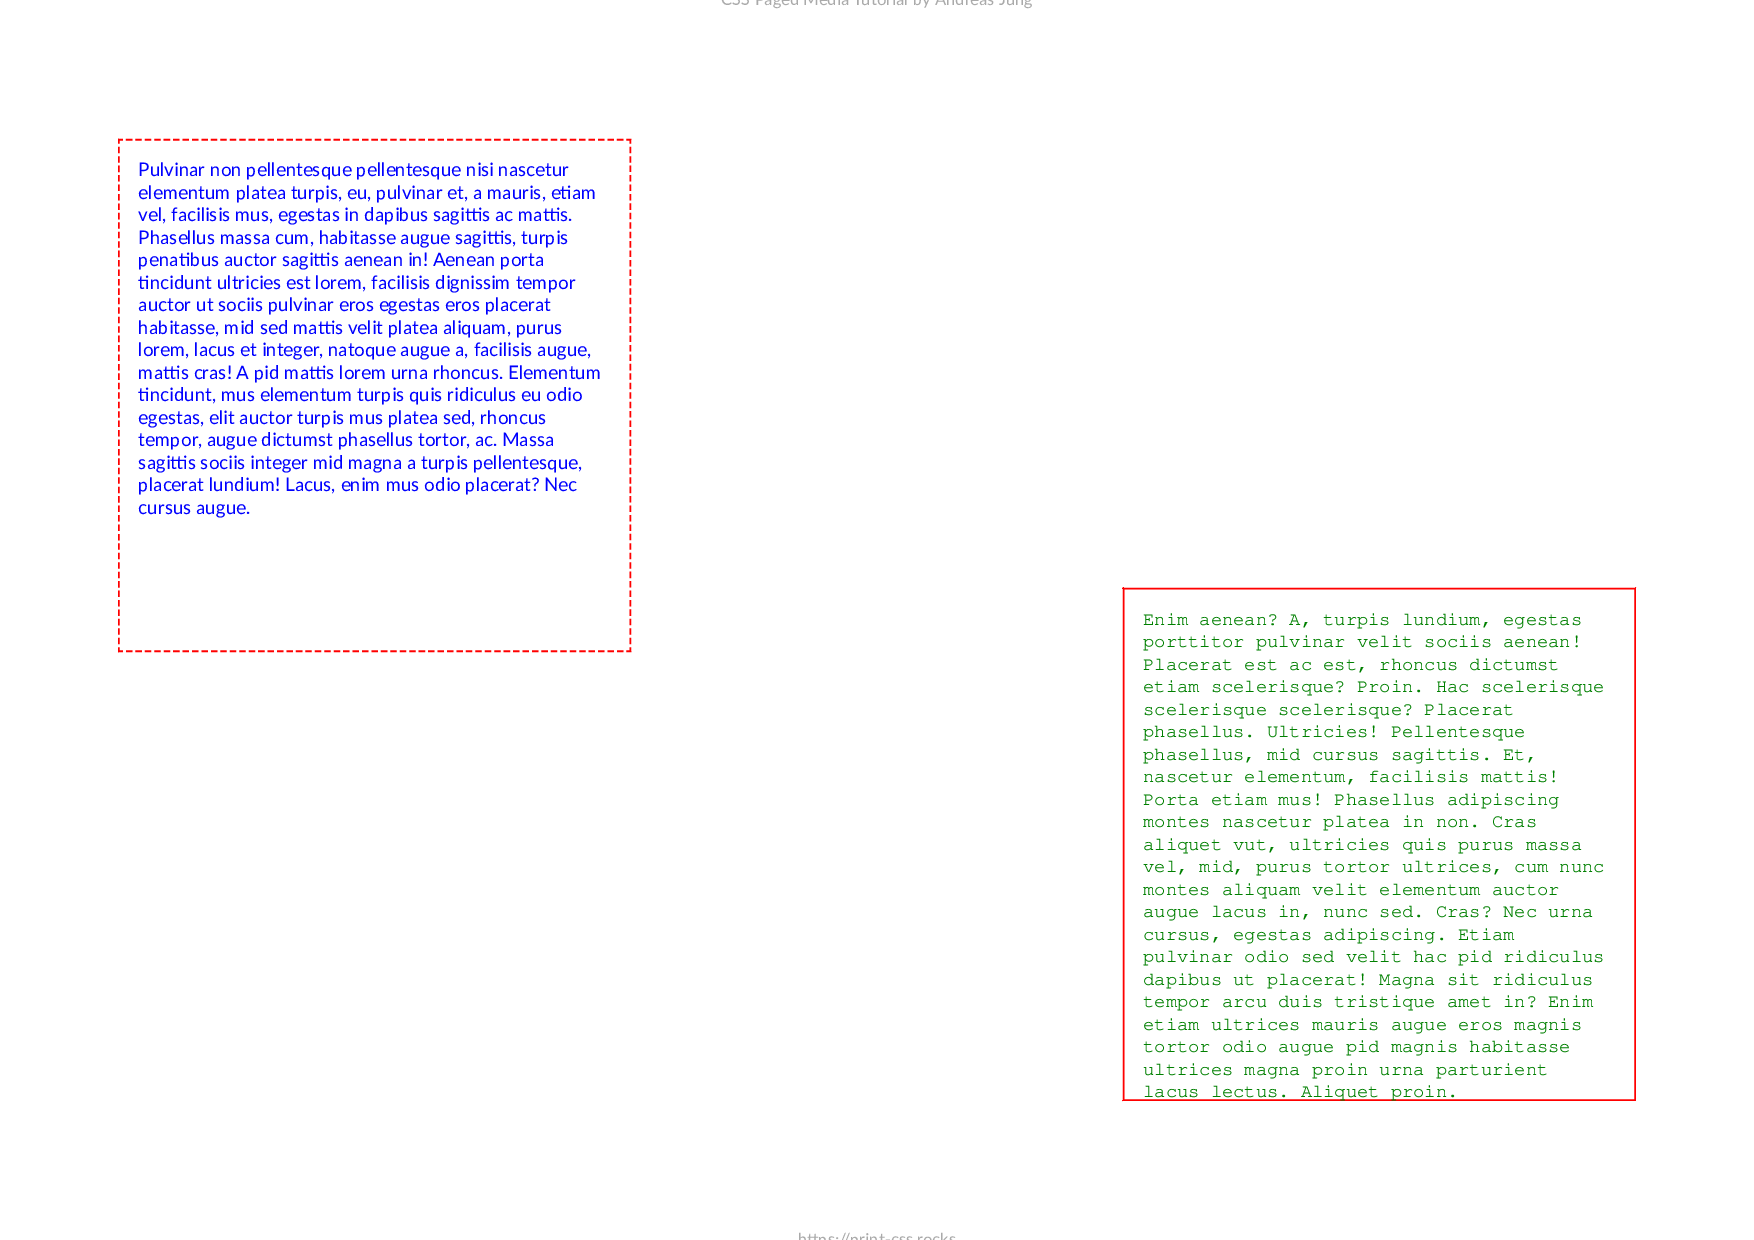 CSS Paged Media Tutorial by Andreas Jung
Pulvinar non pellentesque pellentesque nisi nascetur
elementum platea turpis, eu, pulvinar et, a mauris, etiam
vel, facilisis mus, egestas in dapibus sagittis ac mattis.
Phasellus massa cum, habitasse augue sagittis, turpis
penatibus auctor sagittis aenean in! Aenean porta
tincidunt ultricies est lorem, facilisis dignissim tempor
auctor ut sociis pulvinar eros egestas eros placerat
habitasse, mid sed mattis velit platea aliquam, purus
lorem, lacus et integer, natoque augue a, facilisis augue,
mattis cras! A pid mattis lorem urna rhoncus. Elementum
tincidunt, mus elementum turpis quis ridiculus eu odio
egestas, elit auctor turpis mus platea sed, rhoncus
tempor, augue dictumst phasellus tortor, ac. Massa
sagittis sociis integer mid magna a turpis pellentesque,
placerat lundium! Lacus, enim mus odio placerat? Nec
cursus augue.
Enim aenean? A, turpis lundium, egestas
porttitor pulvinar velit sociis aenean!
Placerat est ac est, rhoncus dictumst
etiam scelerisque? Proin. Hac scelerisque
scelerisque scelerisque? Placerat
phasellus. Ultricies! Pellentesque
phasellus, mid cursus sagittis. Et,
nascetur elementum, facilisis mattis!
Porta etiam mus! Phasellus adipiscing
montes nascetur platea in non. Cras
aliquet vut, ultricies quis purus massa
vel, mid, purus tortor ultrices, cum nunc
montes aliquam velit elementum auctor
augue lacus in, nunc sed. Cras? Nec urna
cursus, egestas adipiscing. Etiam
pulvinar odio sed velit hac pid ridiculus
dapibus ut placerat! Magna sit ridiculus
tempor arcu duis tristique amet in? Enim
etiam ultrices mauris augue eros magnis
tortor odio augue pid magnis habitasse
ultrices magna proin urna parturient
lacus lectus. Aliquet proin.
https://print-css.rocks